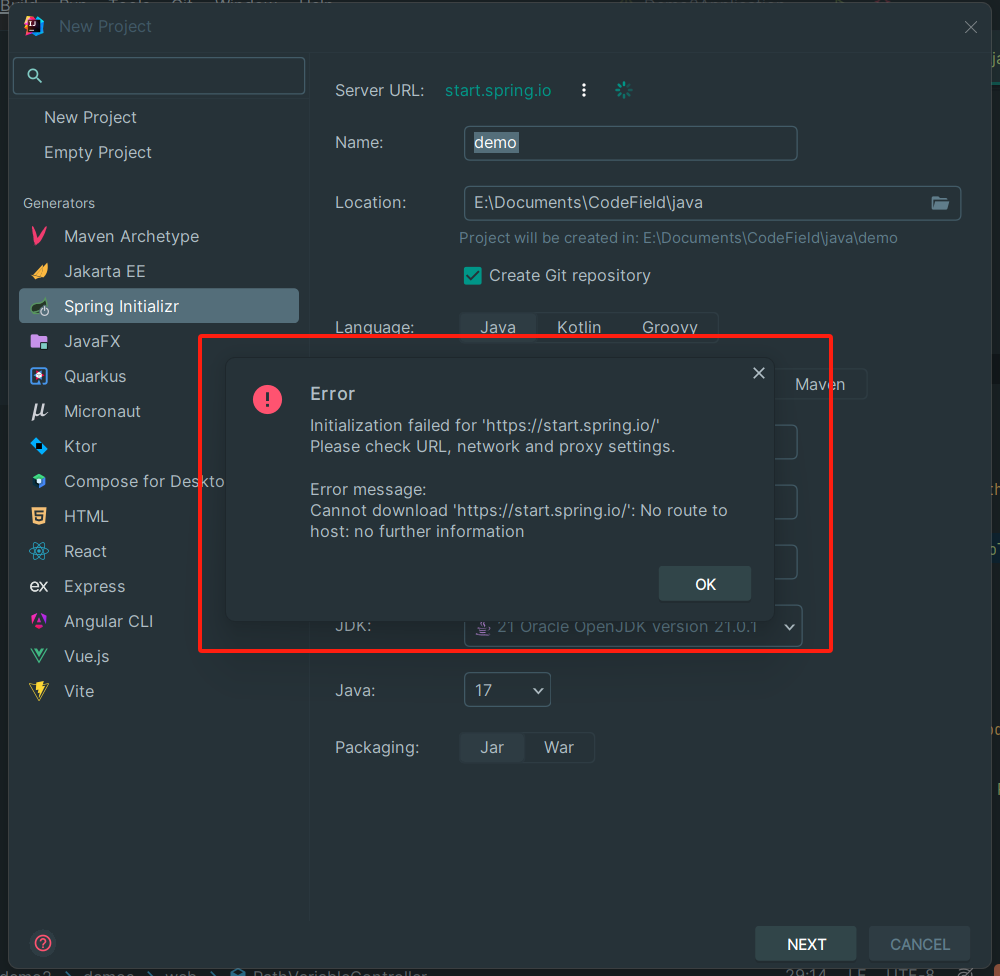 New Project
Server URL: start.spring.io
New Project
Empty Project
Generators
Maven Archetype
Jakarta EE
Spring Initializr
JavaFX
Quarkus
Micronaut
Ktor
Compose for Deskto
HTML
React
Express
Angular CLI
Vue.js
Vite
Name: demo
Location: E:\Documents\CodeField\java
Project will be created in: E:\Documents\CodeField\java\demo
Create Git repository
Language: Java Kotlin Groovy
Maven
Error
Initialization failed for 'https://start.spring.io/'
Please check URL, network and proxy settings.
Error message:
Cannot download 'https://start.spring.io/': No route to
host: no further information
OK
JDK: 21 Oracle OpenJDK version 21.0.1
Java: 17
Packaging: Jar War
? NEXT CANCEL